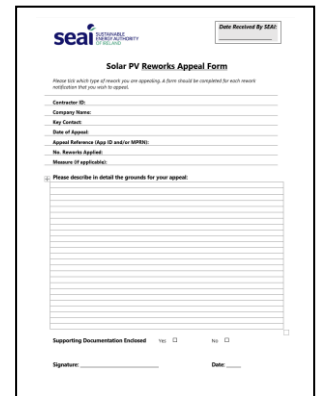 seai SUSTAINABLE
ENERGY AUTHORITY
OF IRELAND
Date Received By SEAI:
Solar PV Reworks Appeal Form
Please tick which type of rework you are appealing. A form should be completed for each rework
notification that you wish to appeal.
Contractor ID:
Company Name:
Key Contact:
Date of Appeal:
Appeal Reference (App ID and/or MPRN):
No. Reworks Applied:
Measure (if applicable):
Please describe in detail the grounds for your appeal:
Supporting Documentation Enclosed Yes ☐ No ☐
Signature: ____________________ Date: _____